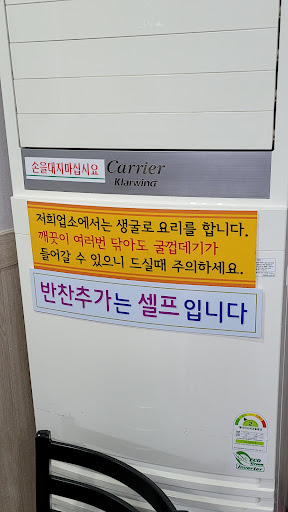 손을대지마십시요
Carrier
Klarwind
저희업소에서는 생굴로 요리를 합니다.
깨끗이 여러번 닦아도 굴껍데기가
들어갈 수 있으니 드실때 주의하세요.
반찬추가는 셀프입니다
ECO
Inverter